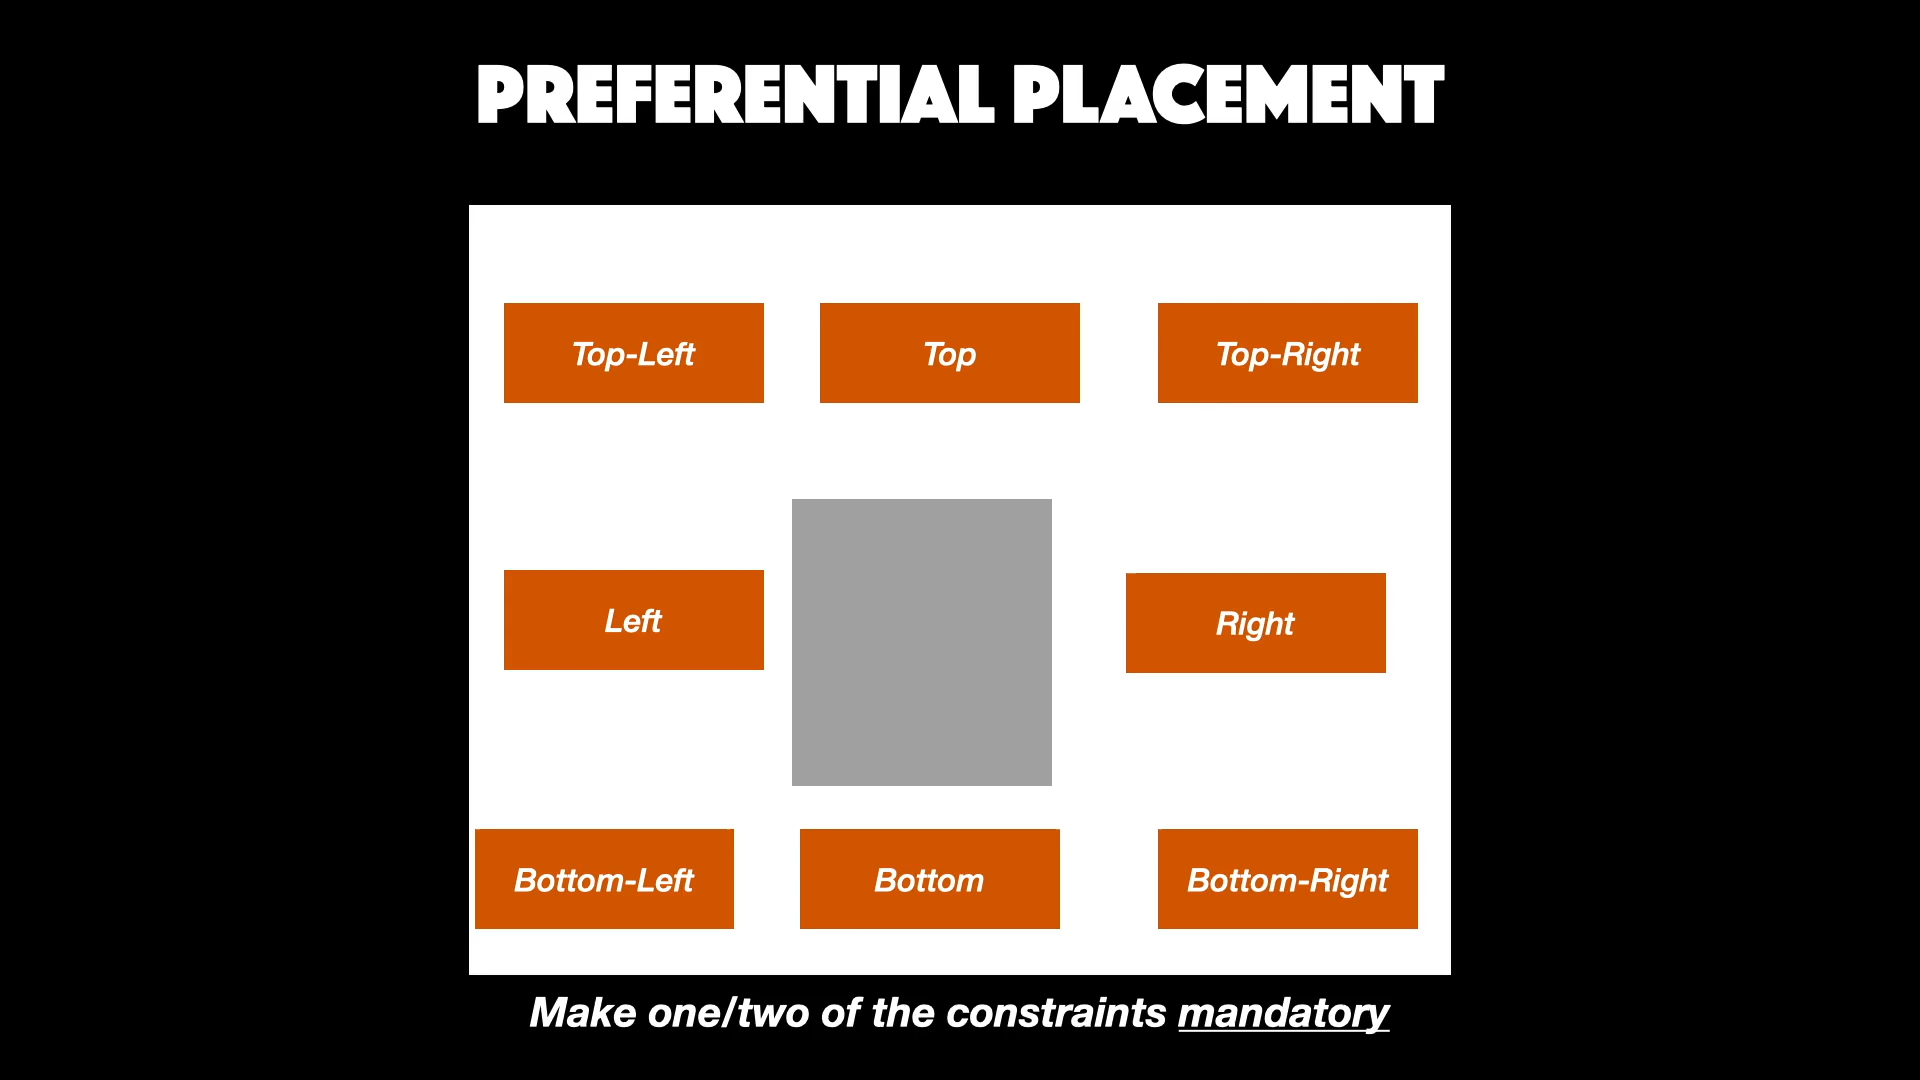 PREFERENTIAL PLACEMENT
Top-Left
Top
Top-Right
Left
Right
Bottom-Left
Bottom
Bottom-Right
Make one/two of the constraints mandatory